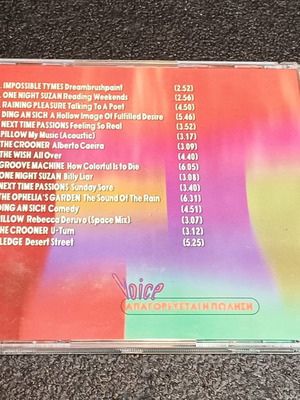 IMPOSSIBLE TYMES Dreambrushpaint (2.52)
ONE NIGHT SUZAN Reading Weekends (2.56)
RAINING PLEASURE Talking To A Poet (4.50)
DING AN SICH A Hollow Image Of Fulfilled Desire (5.46)
NEXT TIME PASSIONS Feeling So Real (3.52)
PILLOW My Music (Acoustic) (3.17)
THE CROONER Alberto Caeira (3.09)
THE WISH All Over (4.40)
GROOVE MACHINE How Colorful Is to Die (6.05)
ONE NIGHT SUZAN Billy Liar (3.08)
NEXT TIME PASSIONS Sunday Sore (3.40)
THE OPHELIA'S GARDEN The Sound Of The Rain (6.31)
DING AN SICH Comedy (4.51)
PILLOW Rebecca Deruvo (Space Mix) (3.07)
THE CROONER U-Turn (3.12)
LEDGE Desert Street (5.25)
Voice
ΑΠΑΓΟΡΕΥΕΤΑΙ Η ΠΩΛΗΣΗ